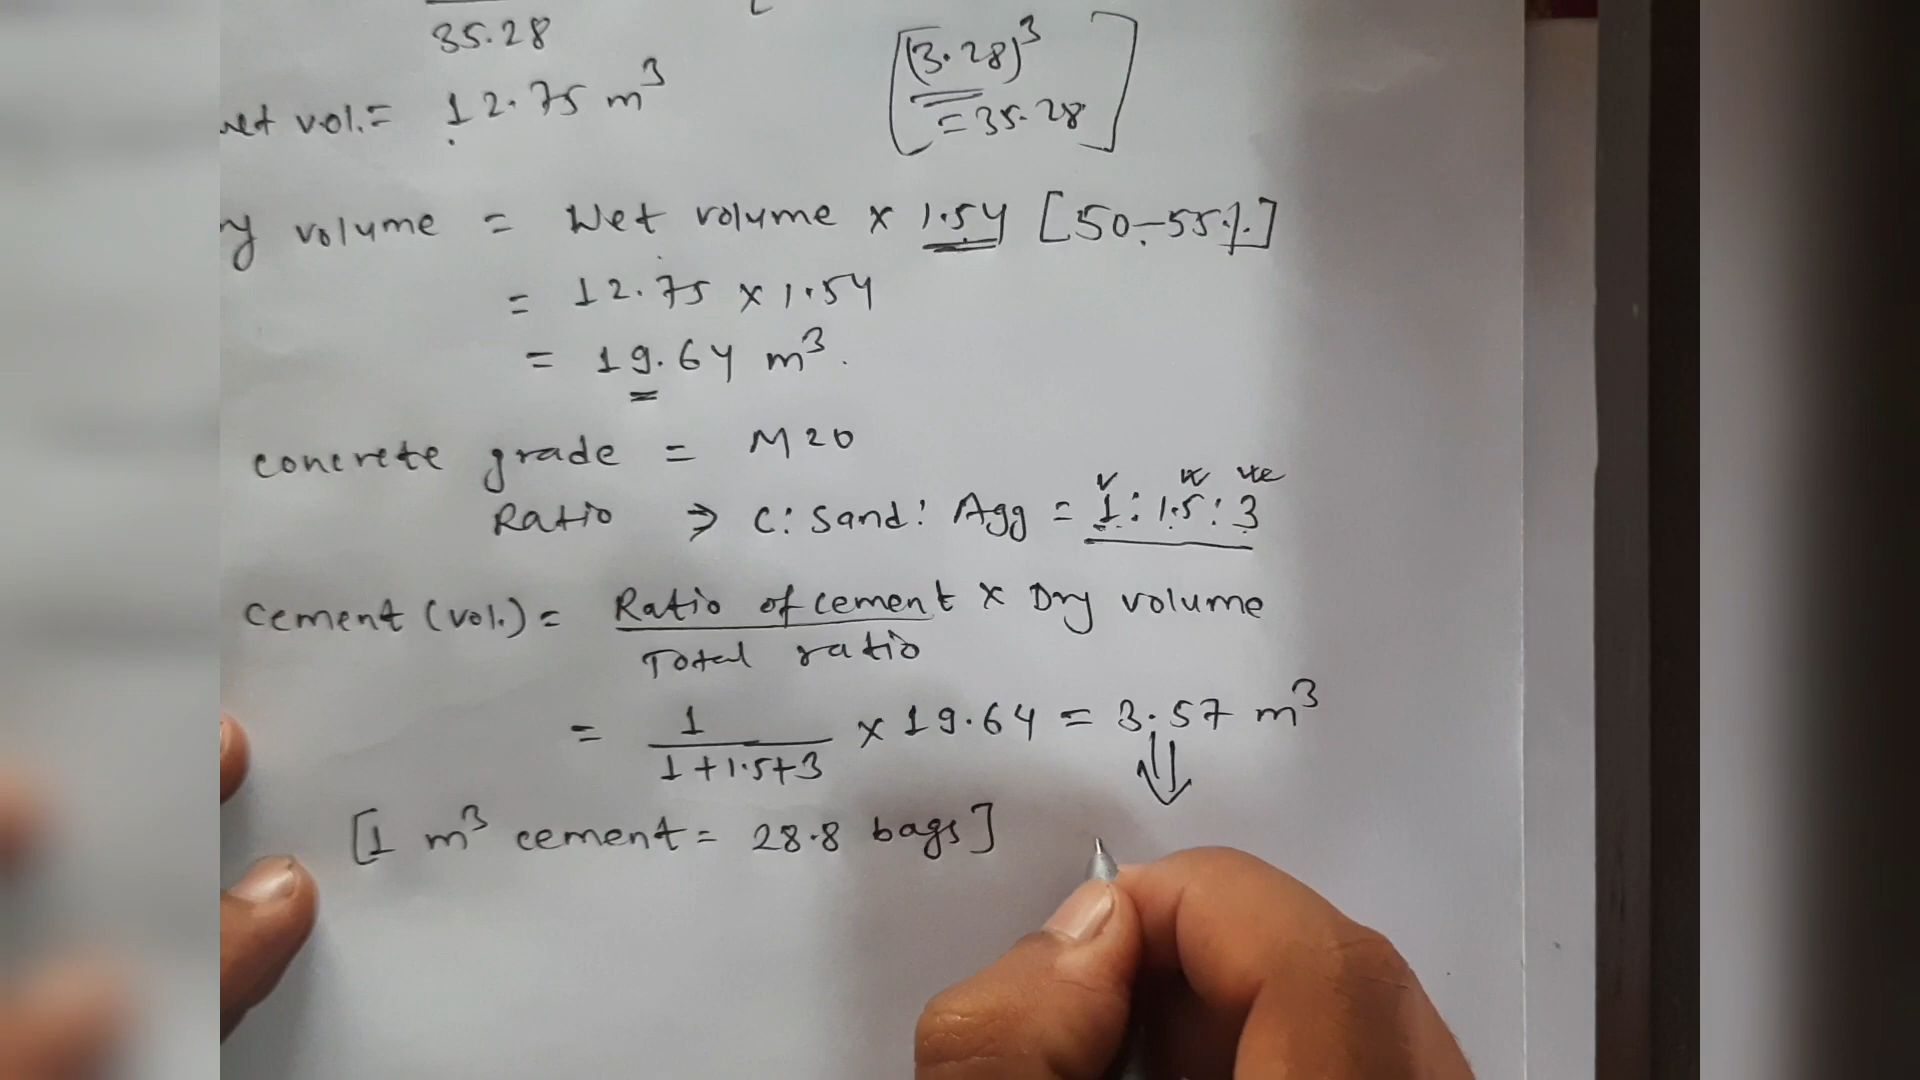 35.28
[(3.28)³
= 35.28]
wet vol. = 12.75 m³
y volume = Wet volume × 1.54 [50-55%]
= 12.75 × 1.54
= 19.64 m³.
concrete grade = M20
Ratio ⇒ C: Sand: Agg = 1:1.5:3
cement (vol.) = Ratio of cement × Dry volume
Total ratio
= 1 × 19.64 = 3.57 m³
1+1.5+3
[1 m³ cement = 28.8 bags]